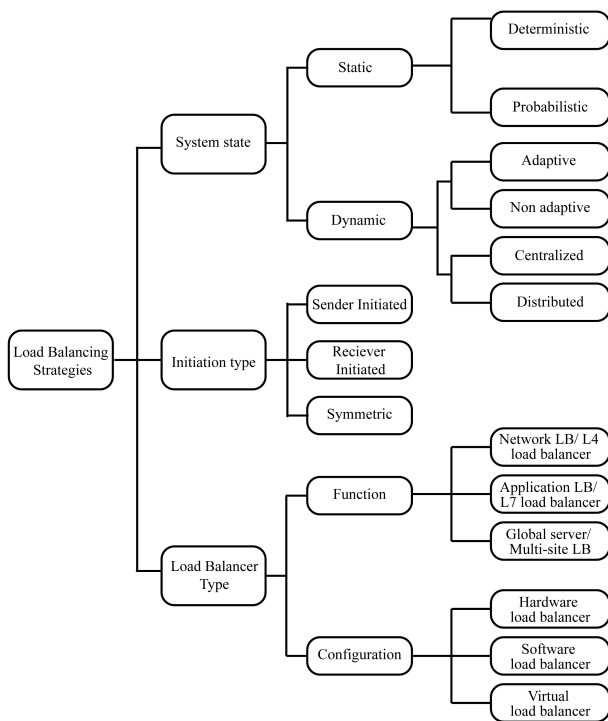 Deterministic
Static
Probabilistic
System state
Adaptive
Dynamic
Non adaptive
Centralized
Distributed
Load Balancing
Strategies
Initiation type
Sender Initiated
Reciever
Initiated
Symmetric
Load Balancer
Type
Function
Network LB/ L4
load balancer
Application LB/
L7 load balancer
Global server/
Multi-site LB
Configuration
Hardware
load balancer
Software
load balancer
Virtual
load balancer